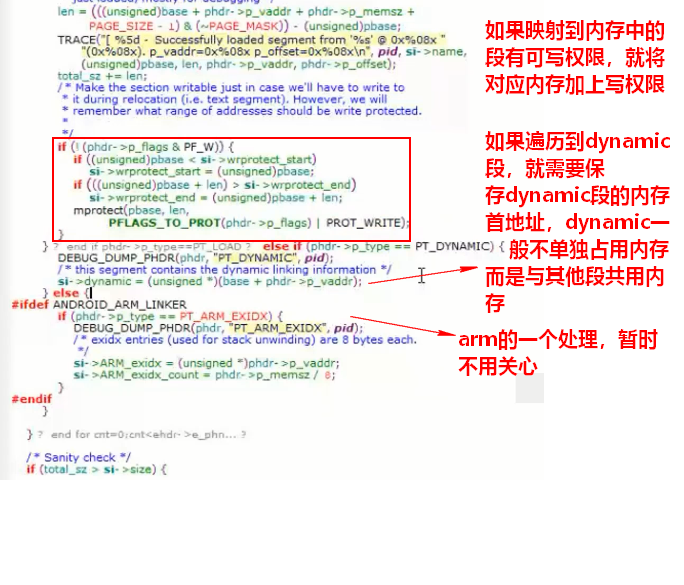 just loaded, mostly for debugging */
len = (((unsigned)base + phdr->p_vaddr + phdr->p_memsz +
PAGE_SIZE - 1) & (~PAGE_MASK)) - (unsigned)pbase;
TRACE("[ %5d - Successfully loaded segment from '%s' @ 0x%08x "
"(0x%08x). p_vaddr=0x%08x p_offset=0x%08x\n", pid, si->name,
(unsigned)pbase, len, phdr->p_vaddr, phdr->p_offset);
total_sz += len;
/* Make the section writable just in case we'll have to write to
* it during relocation (i.e. text segment). However, we will
* remember what range of addresses should be write protected.
*
*/
if (! (phdr->p_flags & PF_W)) {
if ((unsigned)pbase < si->wrprotect_start)
si->wrprotect_start = (unsigned)pbase;
if (((unsigned)pbase + len) > si->wrprotect_end)
si->wrprotect_end = (unsigned)pbase + len;
mprotect(pbase, len,
PFLAGS_TO_PROT(phdr->p_flags) | PROT_WRITE);
}
} ? end if phdr->p_type==PT_LOAD ? else if (phdr->p_type == PT_DYNAMIC) {
DEBUG_DUMP_PHDR(phdr, "PT_DYNAMIC", pid);
/* this segment contains the dynamic linking information */
si->dynamic = (unsigned *)(base + phdr->p_vaddr);
} else {
#ifdef ANDROID_ARM_LINKER
if (phdr->p_type == PT_ARM_EXIDX) {
DEBUG_DUMP_PHDR(phdr, "PT_ARM_EXIDX", pid);
/* exidx entries (used for stack unwinding) are 8 bytes each.
*/
si->ARM_exidx = (unsigned *)phdr->p_vaddr;
si->ARM_exidx_count = phdr->p_memsz / 8;
}
#endif
}
} ? end for cnt=0;cnt<ehdr->e_phn... ?
/* Sanity check */
if (total_sz > si->size) {
如果映射到内存中的
段有可写权限，就将
对应内存加上写权限
如果遍历到dynamic
段，就需要保
存dynamic段的内存
首地址，dynamic一
般不单独占用内存
而是与其他段共用内
存
arm的一个处理，暂时
不用关心